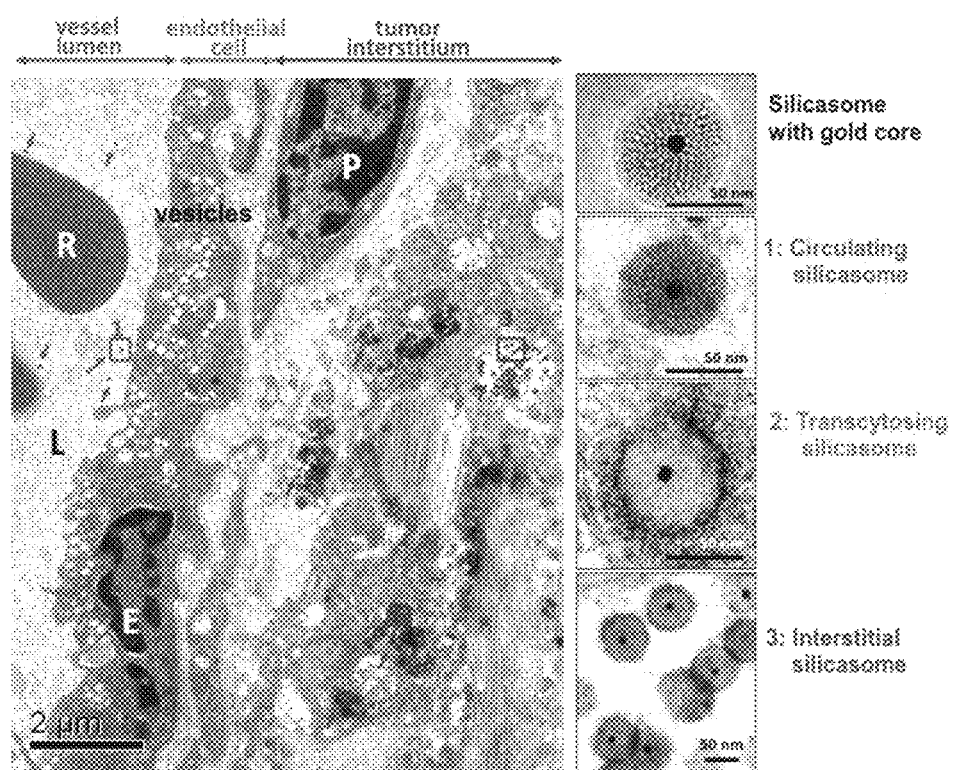 vessel
lumen
endothelial
cell
tumor
interstitium
P
vesicles
R
L
E
2 µm
Silicasome
with gold core
50 nm
1: Circulating
silicasome
50 nm
2: Transcytosing
silicasome
3: Interstitial
silicasome
50 nm